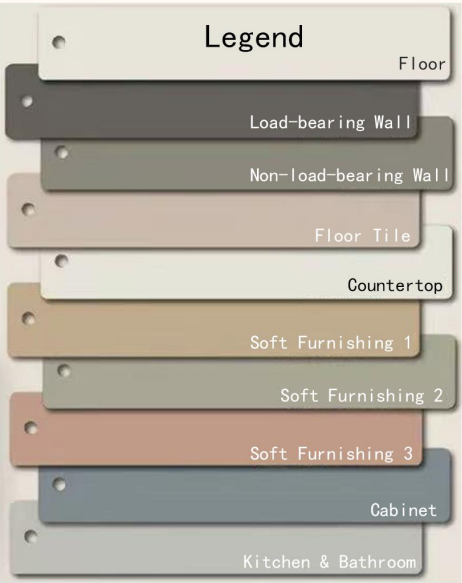 Legend
Floor
Load-bearing Wall
Non-load-bearing Wall
Floor Tile
Countertop
Soft Furnishing 1
Soft Furnishing 2
Soft Furnishing 3
Cabinet
Kitchen & Bathroom